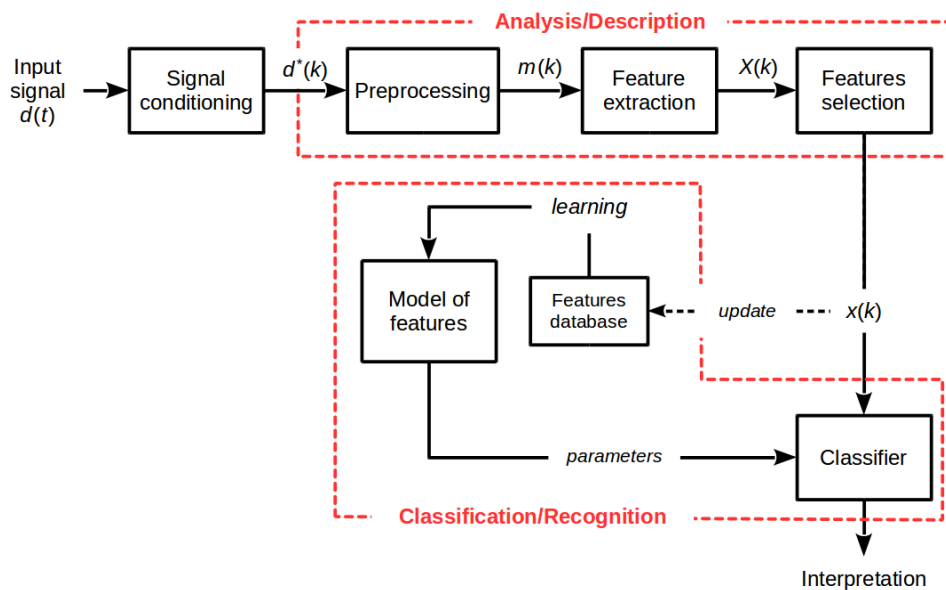 Analysis/Description
Input
signal
d(t)
Signal
conditioning
d*(k)
Preprocessing
m(k)
Feature
extraction
X(k)
Features
selection
learning
Model of
features
Features
database
update
x(k)
parameters
Classifier
Classification/Recognition
Interpretation